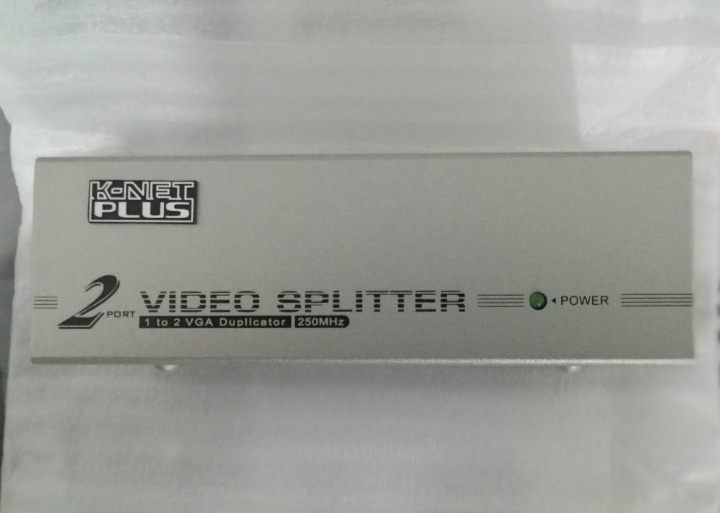 K-NET
PLUS
2 PORT VIDEO SPLITTER
1 to 2 VGA Duplicator 250MHz
POWER